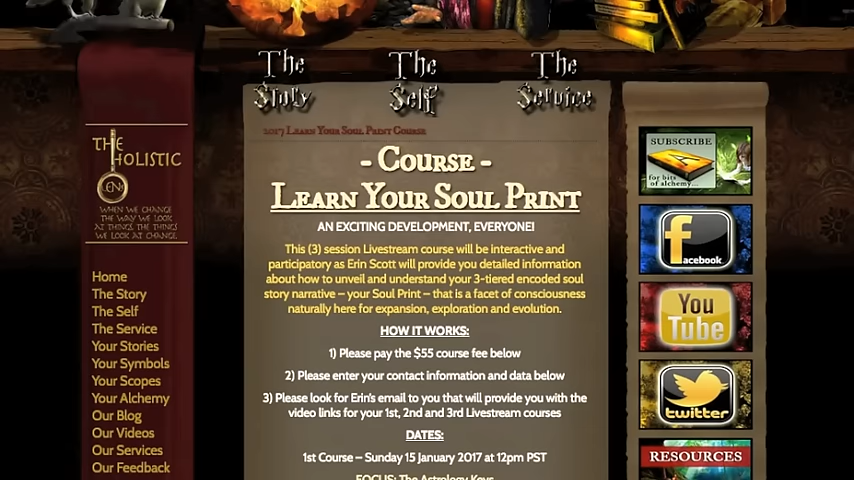 The
Story
The
Self
The
Service
2017 Learn Your Soul Print Course
- Course -
Learn Your Soul Print
AN EXCITING DEVELOPMENT, EVERYONE!
This (3) session Livestream course will be interactive and
participatory as Erin Scott will provide you detailed information
about how to unveil and understand your 3-tiered encoded soul
story narrative – your Soul Print – that is a facet of consciousness
naturally here for expansion, exploration and evolution.
HOW IT WORKS:
1) Please pay the $55 course fee below
2) Please enter your contact information and data below
3) Please look for Erin's email to you that will provide you with the
video links for your 1st, 2nd and 3rd Livestream courses
DATES:
1st Course – Sunday 15 January 2017 at 12pm PST
FOCUS: The Astrology Keys
THE
HOLISTIC
LENS
WHEN WE CHANGE
THE WAY WE LOOK
AT THINGS, THE THINGS
WE LOOK AT CHANGE.
Home
The Story
The Self
The Service
Your Stories
Your Symbols
Your Scopes
Your Alchemy
Our Blog
Our Videos
Our Services
Our Feedback
SUBSCRIBE
for bits
of alchemy...
facebook
You
Tube
twitter
RESOURCES